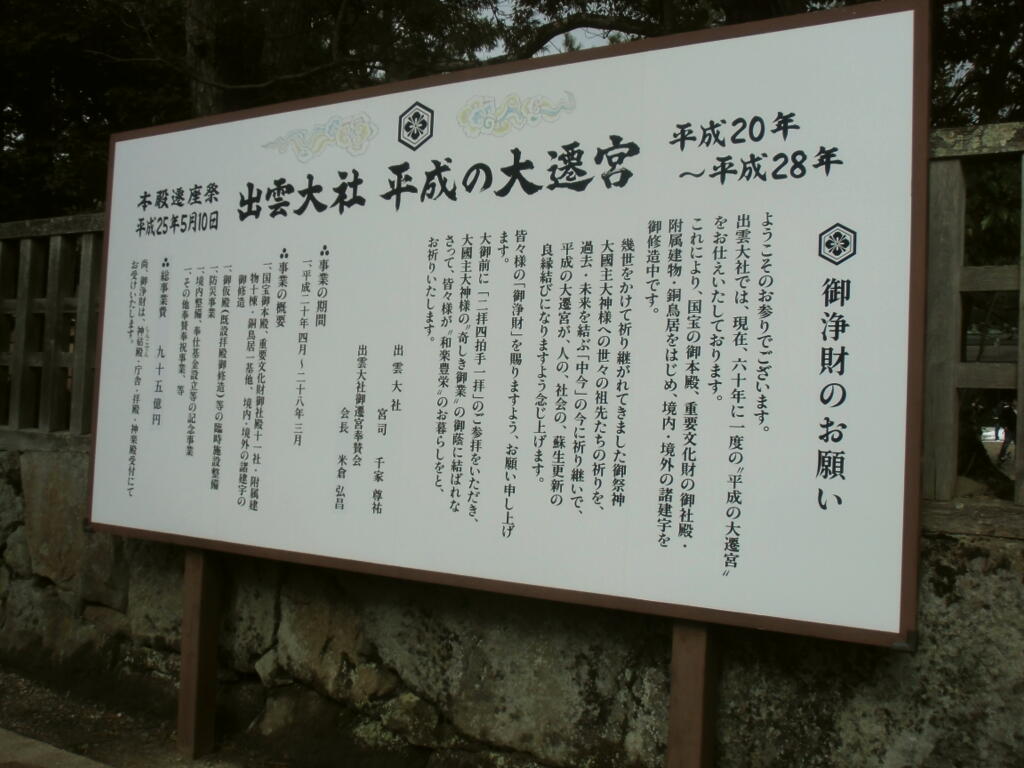 出雲大社 平成の大遷宮
平成20年
～平成28年
本殿遷座祭
平成25年5月10日
御浄財のお願い
ようこそのお参りでございます。
出雲大社では、現在、六十年に一度の〝平成の大遷宮〟
をお仕えいたしております。
これにより、国宝の御本殿、重要文化財の御社殿・
附属建物・銅鳥居をはじめ、境内・境外の諸建宇を
御修造中です。
幾世をかけて祈り継がれてきました御祭神
大國主大神様への世々の祖先たちの祈りを、
過去・未来を結ぶ「中今」の今に祈り継いで、
平成の大遷宮が、人の、社会の、蘇生更新の
良縁結びになりますよう念じ上げます。
皆々様の「御浄財」を賜りますよう、お願い申し上げ
ます。
大御前に「二拝四拍手一拝」のご参拝をいただき、
大國主大神様の〝奇しき御業〟の御蔭に結ばれな
さって、皆々様が〝和楽豊栄〟のお暮らしをと、
お祈りいたします。
出雲大社
宮司 千家尊祐
出雲大社御遷宮奉賛会
会長 米倉弘昌
事業の期間
一、平成二十年四月～二十八年三月
事業の概要
一、国宝御本殿・重要文化財御社殿十一社・附属建
物十棟・銅鳥居一基他、境内・境外の諸建宇の
御修造
一、御仮殿（既設拝殿御修造）等の臨時施設整備
一、防災事業
一、境内整備・奉仕基金設立等の記念事業
一、その他奉賛奉祝事業、等
総事業費 九十五億円
尚、御浄財は、神祜殿・庁舎・拝殿・神楽殿受付にて
お受けいたします。